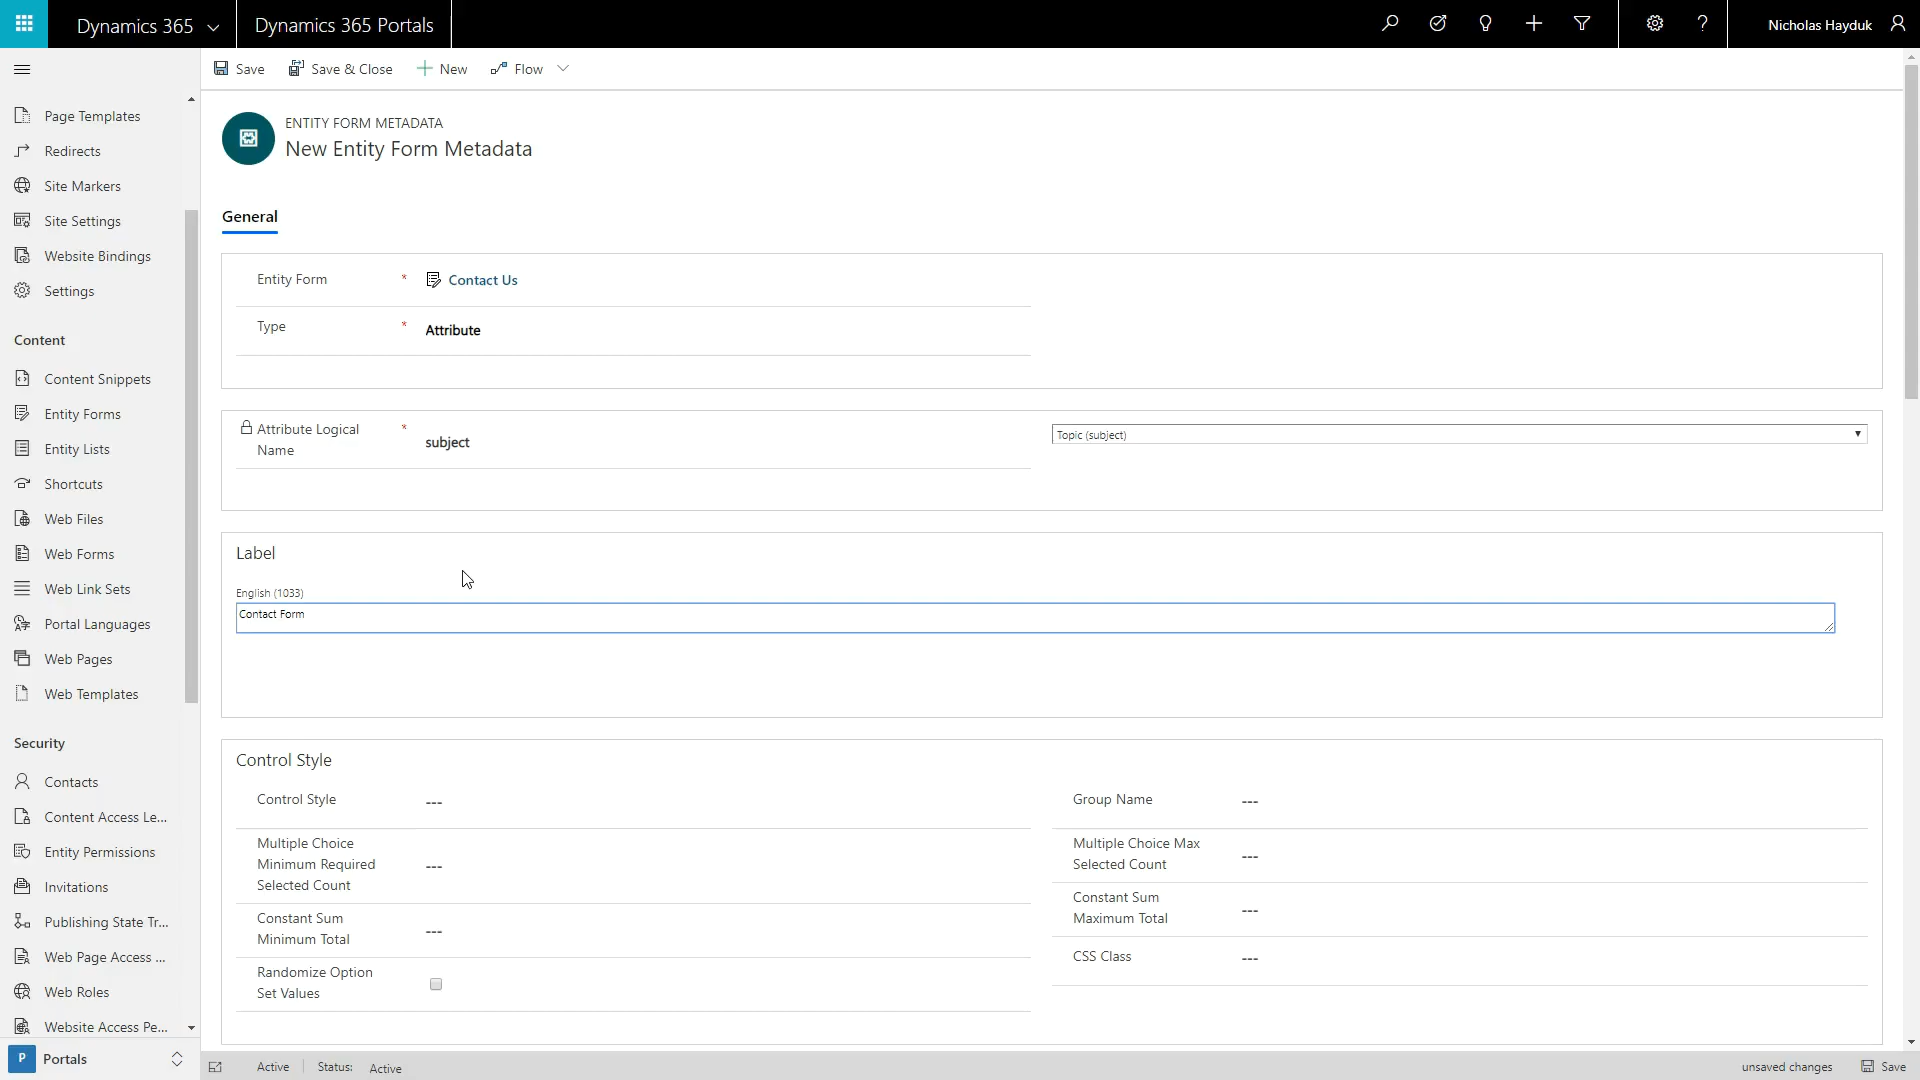 Dynamics 365
Dynamics 365 Portals
Nicholas Hayduk
Save
Save & Close
New
Flow
Page Templates
Redirects
Site Markers
Site Settings
Website Bindings
Settings
Content
Content Snippets
Entity Forms
Entity Lists
Shortcuts
Web Files
Web Forms
Web Link Sets
Portal Languages
Web Pages
Web Templates
Security
Contacts
Content Access Le...
Entity Permissions
Invitations
Publishing State Tr...
Web Page Access ...
Web Roles
Website Access Pe...
P Portals
ENTITY FORM METADATA
New Entity Form Metadata
General
Entity Form * Contact Us
Type * Attribute
Attribute Logical
Name
* subject
Topic (subject)
Label
English (1033)
Contact Form
Control Style
Control Style ---
Multiple Choice
Minimum Required
Selected Count
---
Constant Sum
Minimum Total
---
Randomize Option
Set Values
Group Name ---
Multiple Choice Max
Selected Count
---
Constant Sum
Maximum Total
---
CSS Class ---
Active
Status: Active
unsaved changes
Save